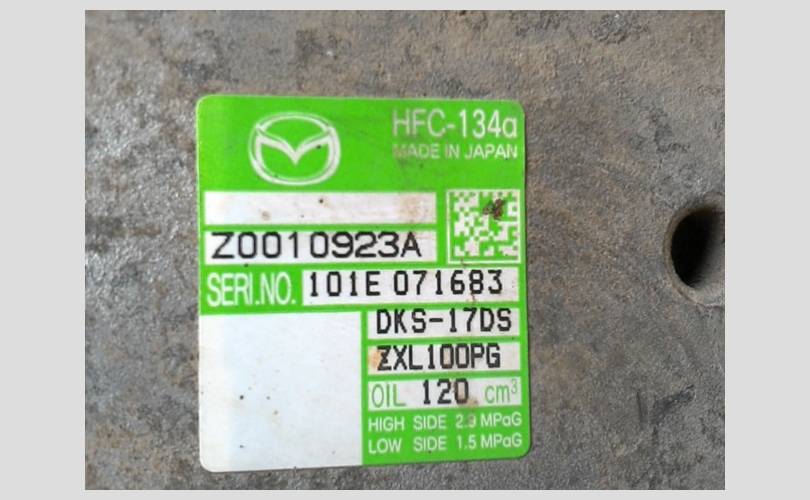 HFC-134a
MADE IN JAPAN
Z0010923A
SERI.NO. 101E 071683
DKS-17DS
ZXL100PG
OIL 120 cm³
HIGH SIDE 2.9 MPaG
LOW SIDE 1.5 MPaG